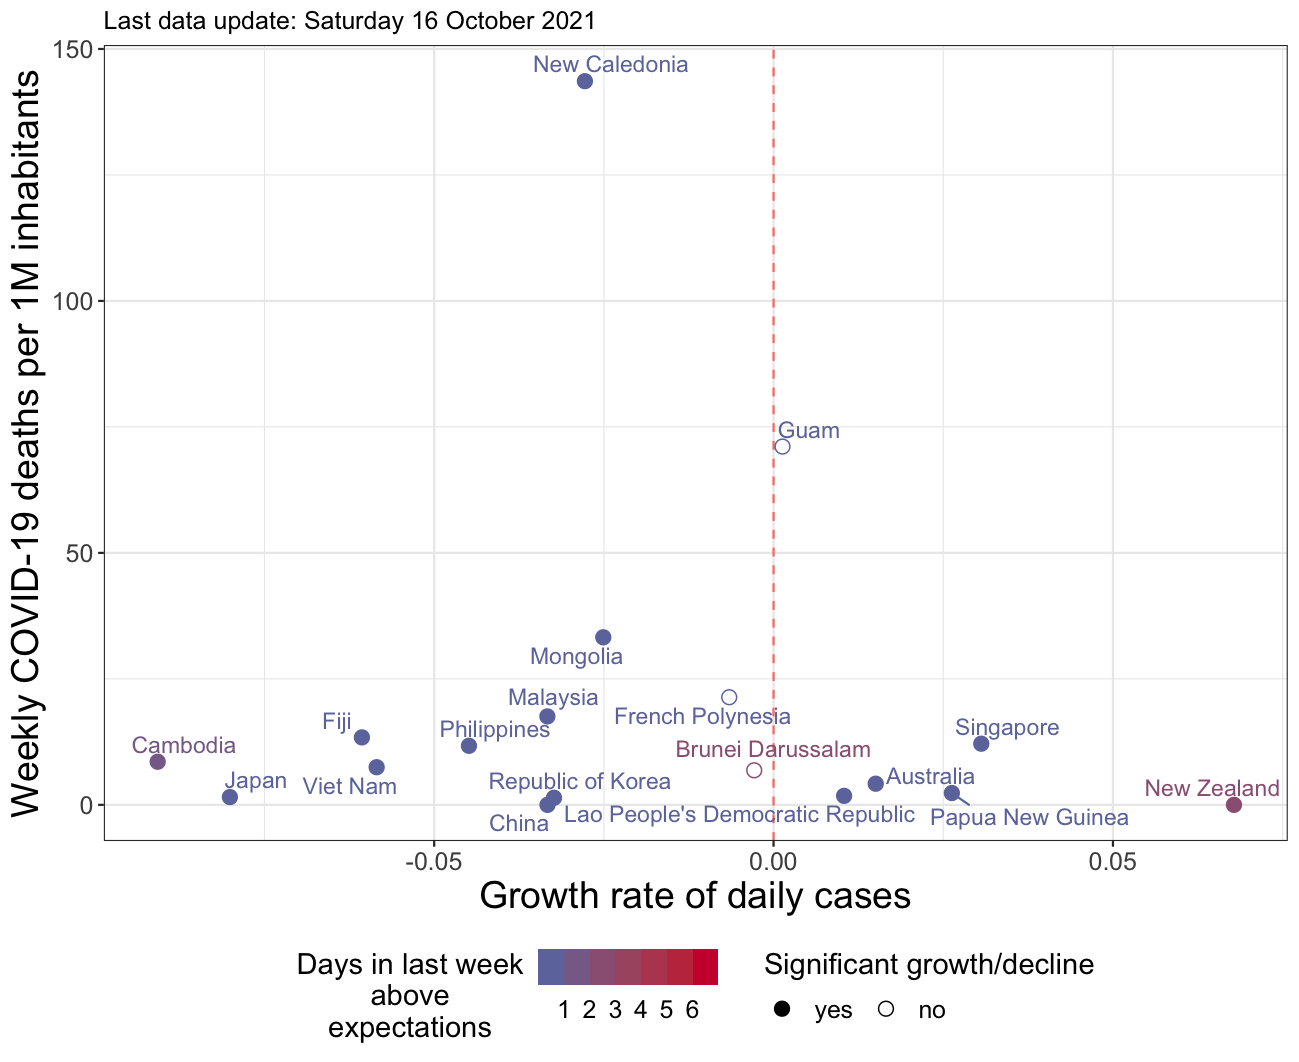 Last data update: Saturday 16 October 2021
Weekly COVID-19 deaths per 1M inhabitants
150
100
50
0
New Caledonia
Guam
Mongolia
Malaysia
French Polynesia
Fiji
Philippines
Singapore
Cambodia
Brunei Darussalam
Japan
Viet Nam
Republic of Korea
Australia
New Zealand
China
Lao People's Democratic Republic
Papua New Guinea
-0.05
0.00
0.05
Growth rate of daily cases
Days in last week
above
expectations
1 2 3 4 5 6
Significant growth/decline
yes
no